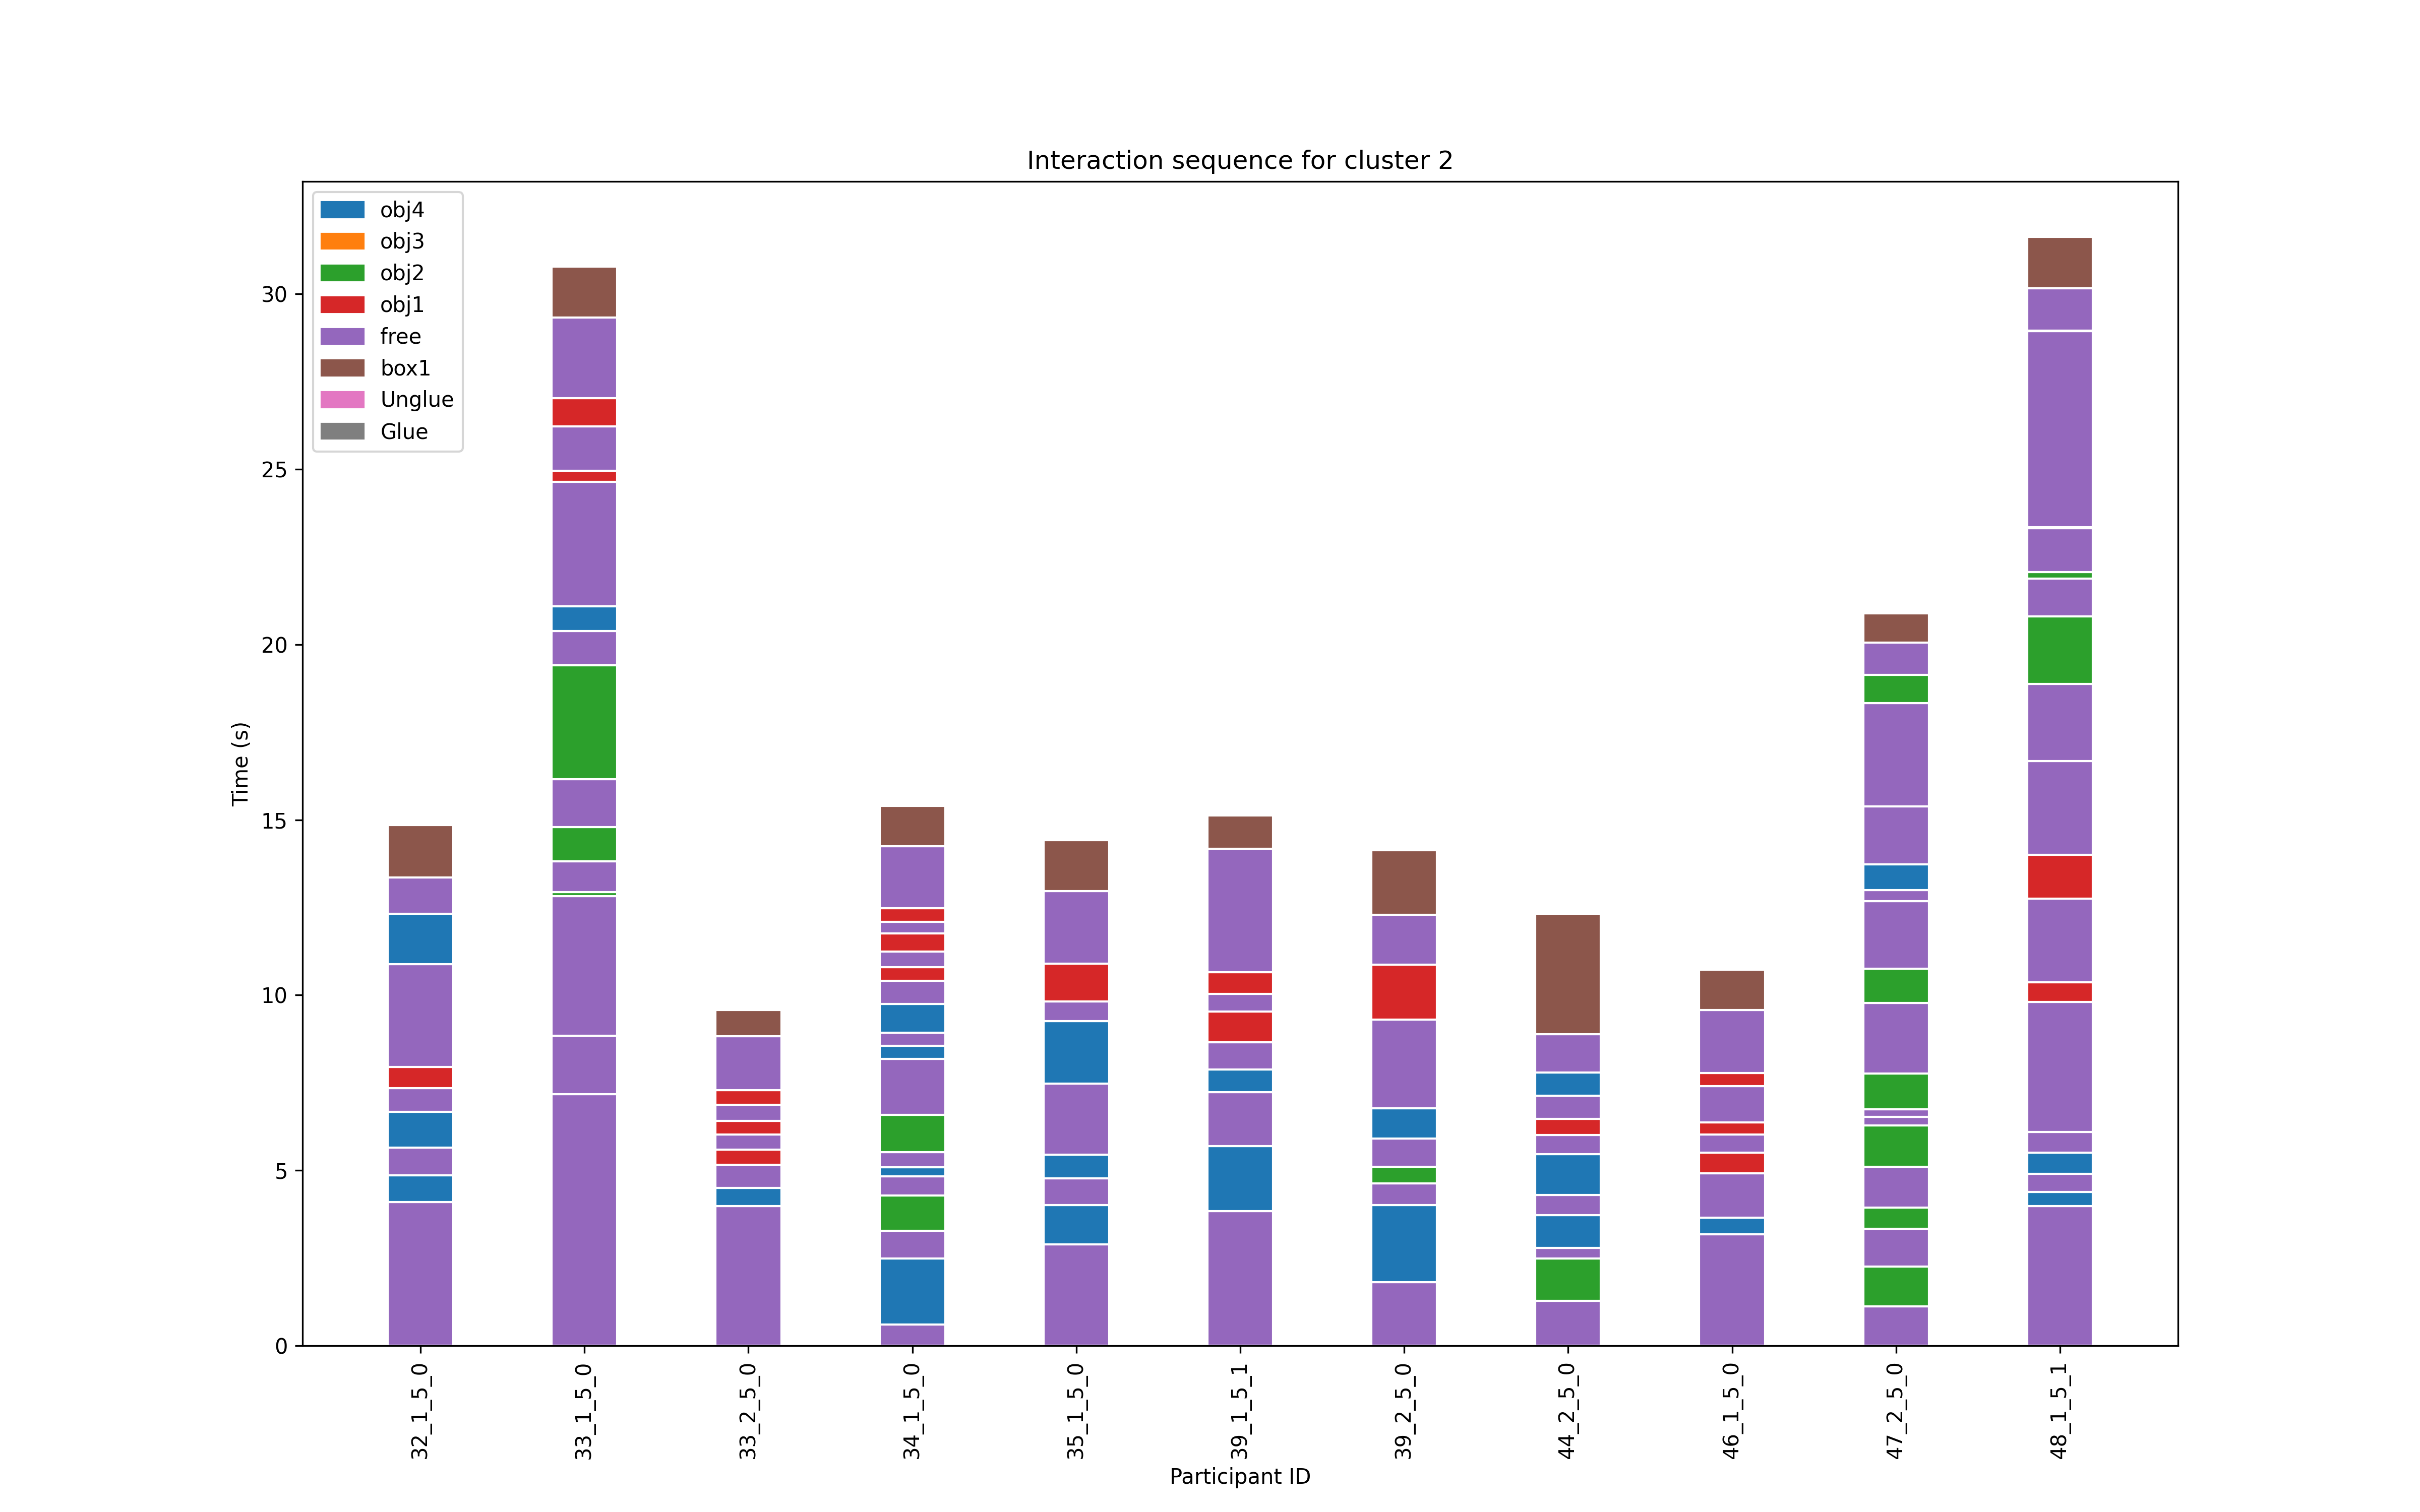 Interaction sequence for cluster 2
obj4
obj3
obj2
obj1
free
box1
Unglue
Glue
30
25
20
15
10
5
0
Time (s)
32_1_5_0
33_1_5_0
33_2_5_0
34_1_5_0
35_1_5_0
39_1_5_1
39_2_5_0
44_2_5_0
46_1_5_0
47_2_5_0
48_1_5_1
Participant ID